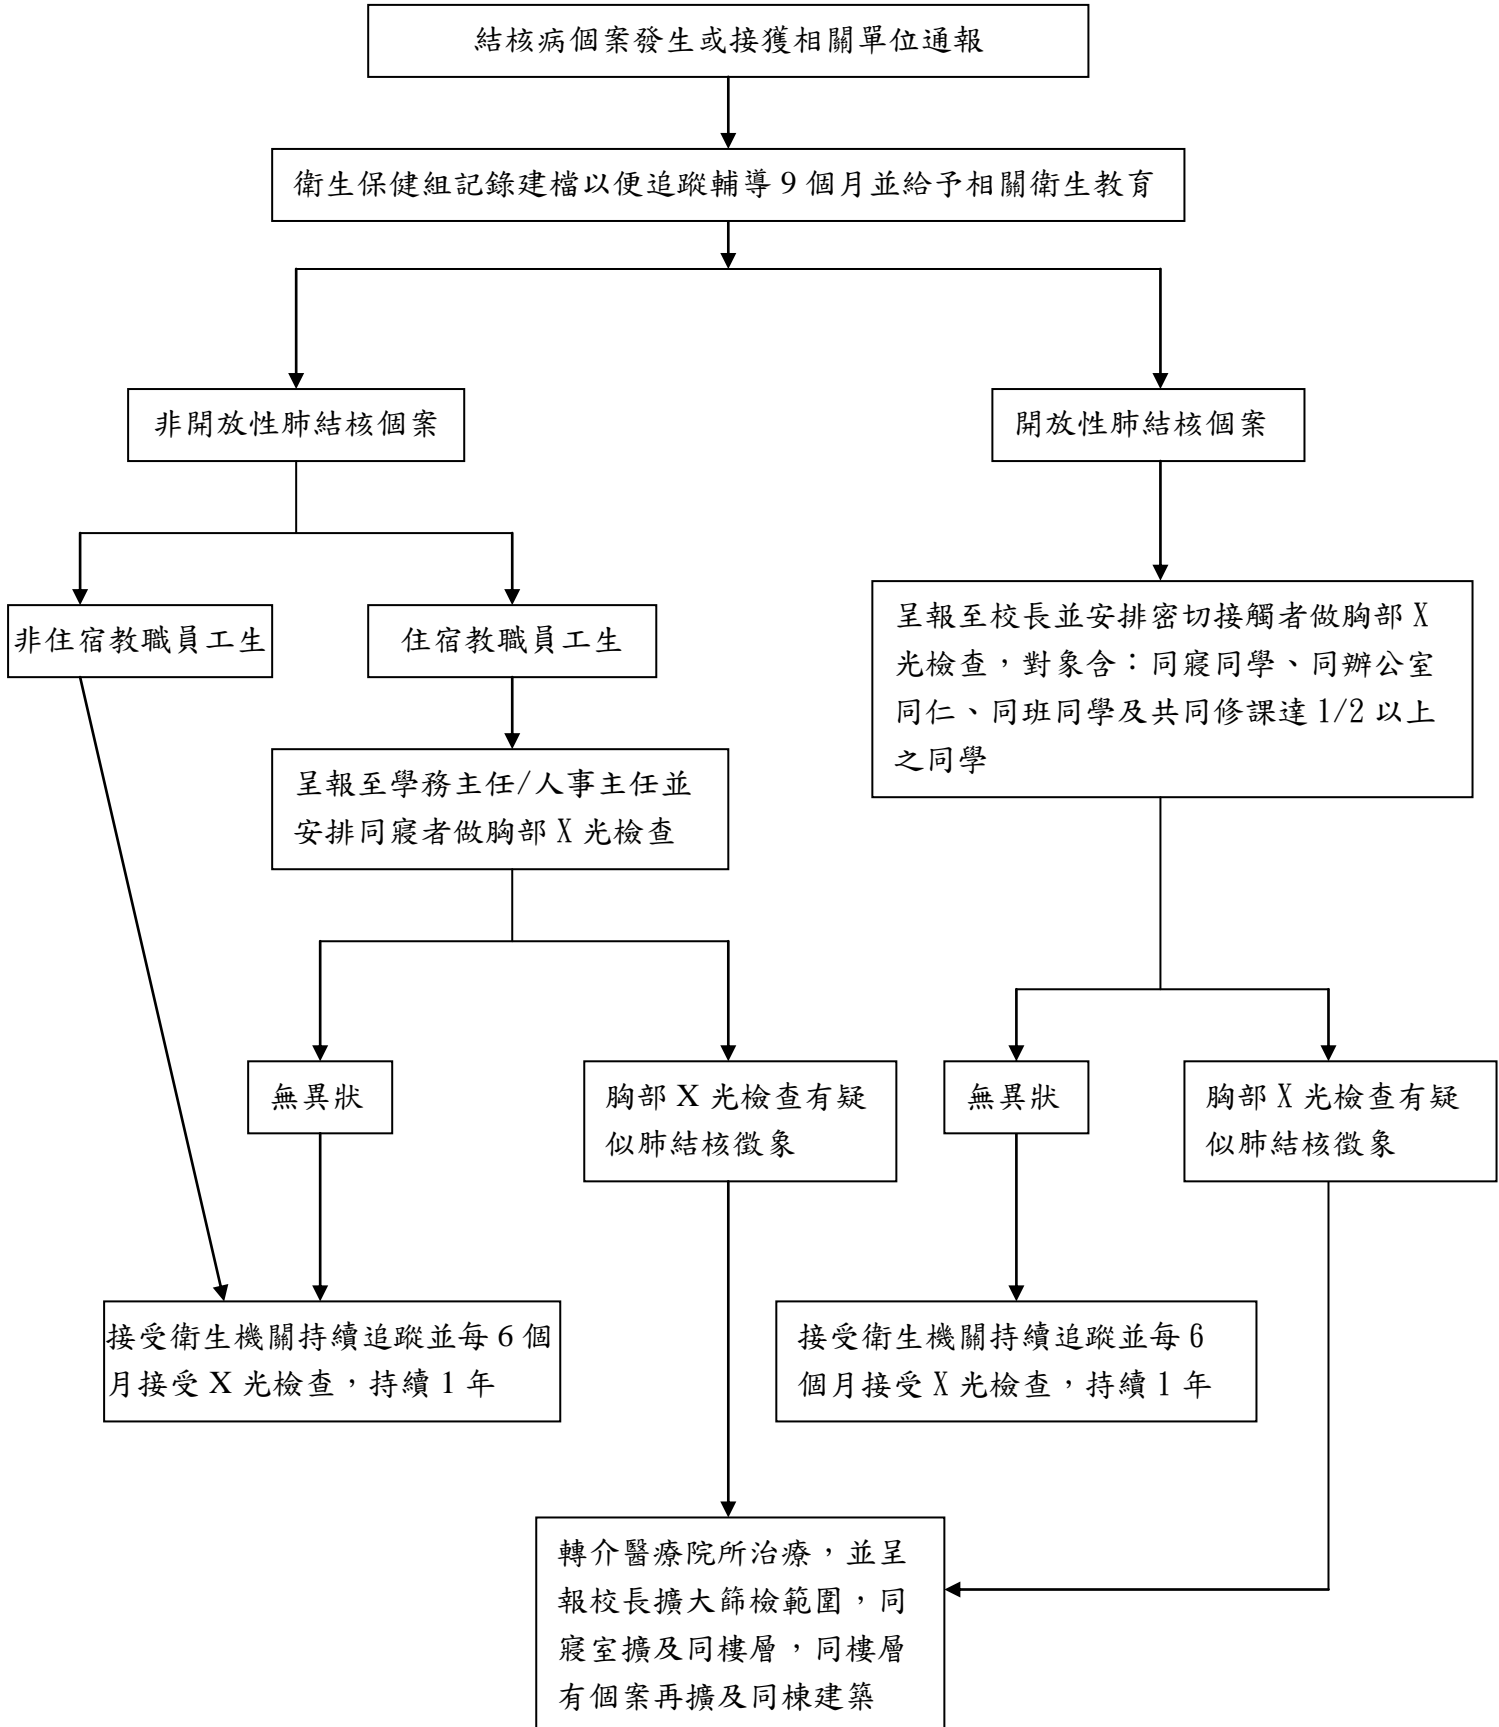 結核病個案發生或接獲相關單位通報
衛生保健組記錄建檔以便追蹤輔導 9 個月並給予相關衛生教育
非開放性肺結核個案
開放性肺結核個案
非住宿教職員工生
住宿教職員工生
呈報至校長並安排密切接觸者做胸部 X
光檢查，對象含：同寢同學、同辦公室
同仁、同班同學及共同修課達 1/2 以上
之同學
呈報至學務主任/人事主任並
安排同寢者做胸部 X 光檢查
無異狀
胸部 X 光檢查有疑
似肺結核徵象
無異狀
胸部 X 光檢查有疑
似肺結核徵象
接受衛生機關持續追蹤並每 6 個
月接受 X 光檢查，持續 1 年
接受衛生機關持續追蹤並每 6
個月接受 X 光檢查，持續 1 年
轉介醫療院所治療，並呈
報校長擴大篩檢範圍，同
寢室擴及同樓層，同樓層
有個案再擴及同棟建築